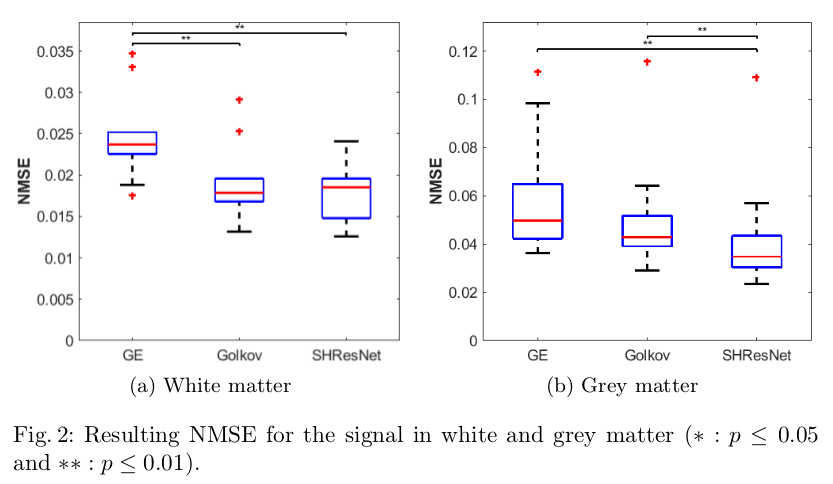 **
**
0.035
0.03
0.025
0.02
0.015
0.01
0.005
0
NMSE
GE
Golkov
SHResNet
(a) White matter
**
**
0.12
0.1
0.08
0.06
0.04
0.02
0
NMSE
GE
Golkov
SHResNet
(b) Grey matter
Fig. 2: Resulting NMSE for the signal in white and grey matter (∗ : p ≤ 0.05
and ∗∗ : p ≤ 0.01).